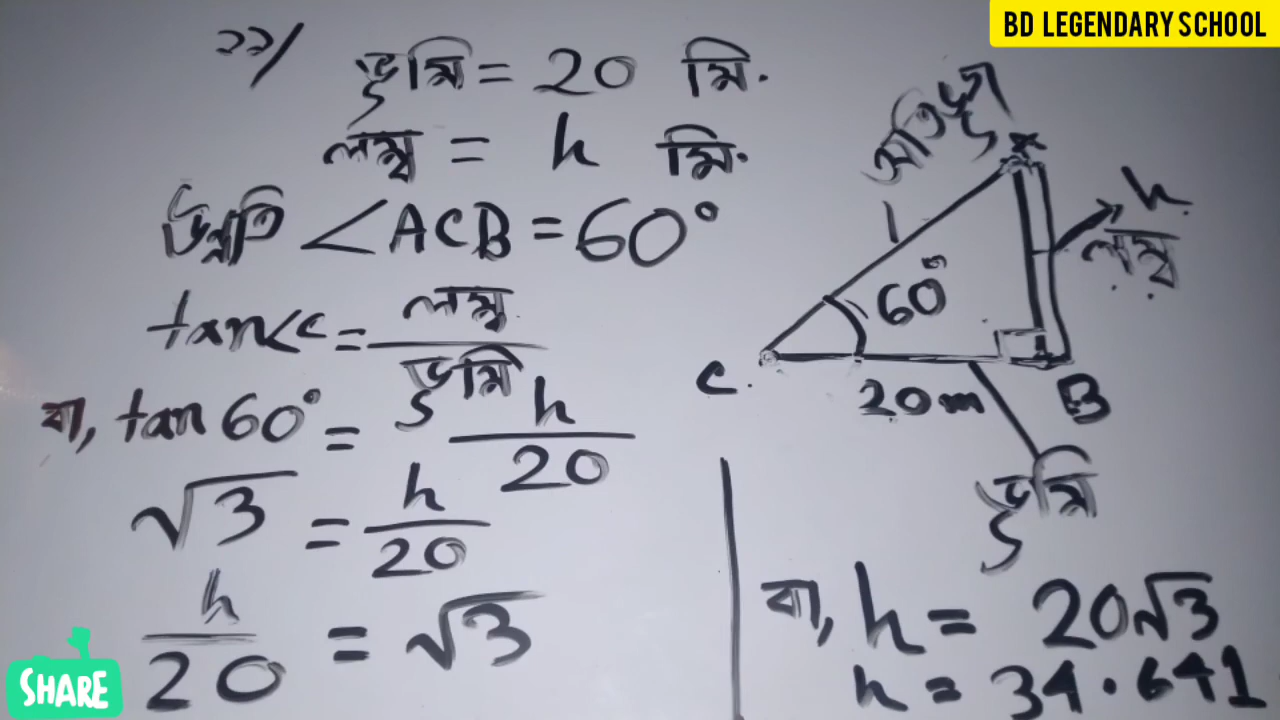 BD LEGENDARY SCHOOL
১১/
ভূমি = 20 মি.
লম্ব = h মি.
উন্নতি ∠ACB = 60°
tan∠C = লম্ব/ভূমি
বা, tan 60° = h/20
√3 = h/20
h/20 = √3
অতিভূজ
A
h
লম্ব
60°
C.
20m
B
ভূমি
বা, h = 20√3
h = 34.641
SHARE